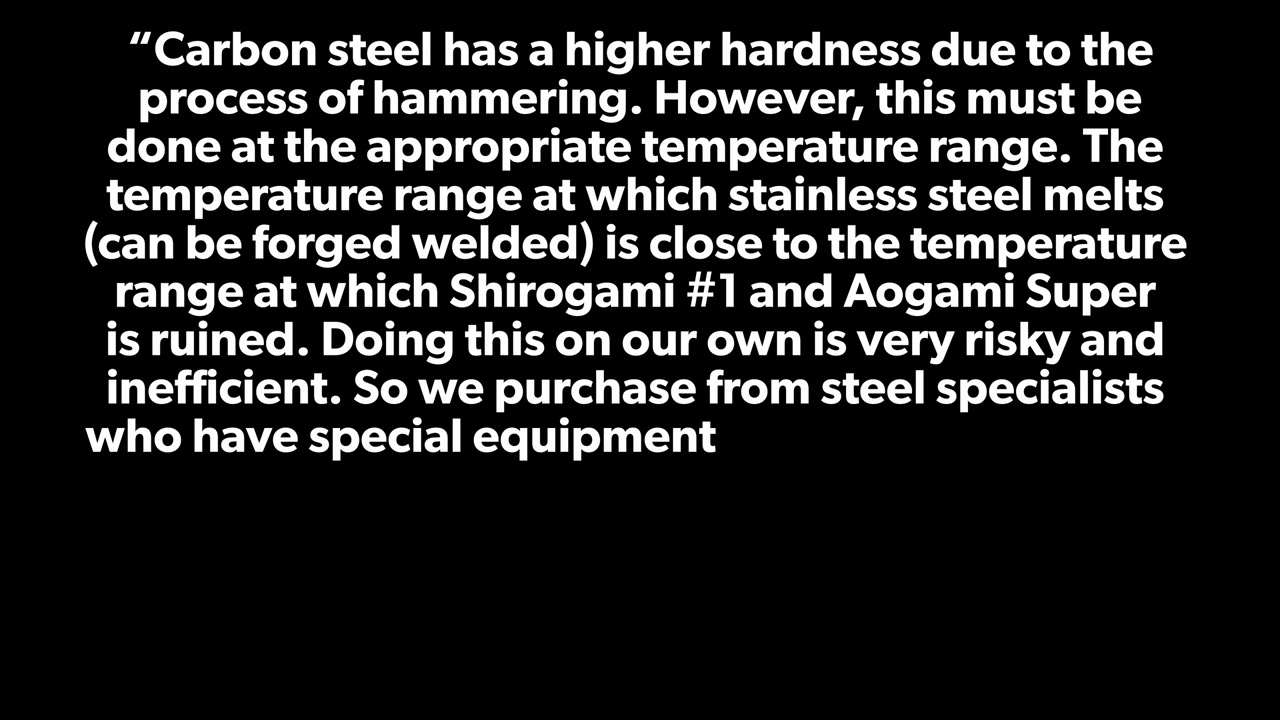 “Carbon steel has a higher hardness due to the
process of hammering. However, this must be
done at the appropriate temperature range. The
temperature range at which stainless steel melts
(can be forged welded) is close to the temperature
range at which Shirogami #1 and Aogami Super
is ruined. Doing this on our own is very risky and
inefficient. So we purchase from steel specialists
who have special equipment